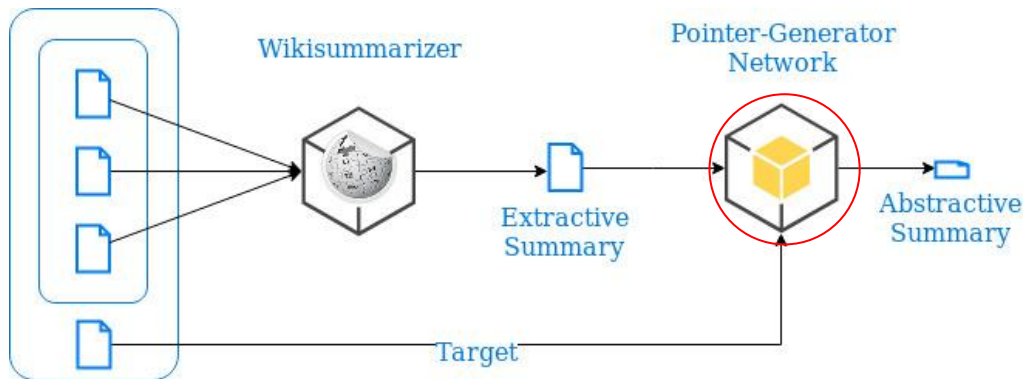 Wikisummarizer
Pointer-Generator
Network
Extractive
Summary
Abstractive
Summary
Target